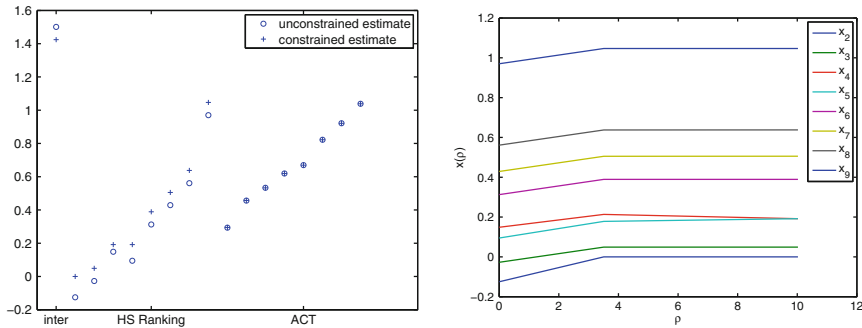 1.6
1.4
1.2
1
0.8
0.6
0.4
0.2
0
−0.2
inter
HS Ranking
ACT
unconstrained estimate
constrained estimate
1.2
1
0.8
0.6
0.4
0.2
0
−0.2
x(ρ)
0 2 4 6 8 10 12
ρ
x2
x3
x4
x5
x6
x7
x8
x9